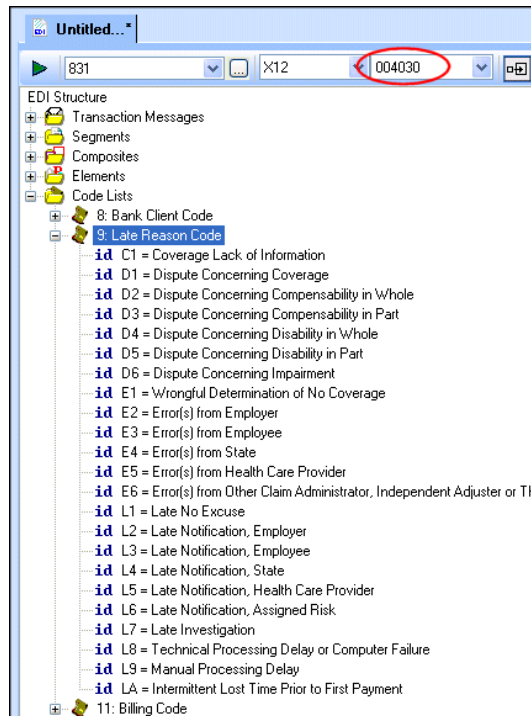 EDI
Untitled...*
831 ... X12 004030
EDI Structure
Transaction Messages
Segments
Composites
Elements
Code Lists
8: Bank Client Code
9: Late Reason Code
id C1 = Coverage Lack of Information
id D1 = Dispute Concerning Coverage
id D2 = Dispute Concerning Compensability in Whole
id D3 = Dispute Concerning Compensability in Part
id D4 = Dispute Concerning Disability in Whole
id D5 = Dispute Concerning Disability in Part
id D6 = Dispute Concerning Impairment
id E1 = Wrongful Determination of No Coverage
id E2 = Error(s) from Employer
id E3 = Error(s) from Employee
id E4 = Error(s) from State
id E5 = Error(s) from Health Care Provider
id E6 = Error(s) from Other Claim Administrator, Independent Adjuster or Th
id L1 = Late No Excuse
id L2 = Late Notification, Employer
id L3 = Late Notification, Employee
id L4 = Late Notification, State
id L5 = Late Notification, Health Care Provider
id L6 = Late Notification, Assigned Risk
id L7 = Late Investigation
id L8 = Technical Processing Delay or Computer Failure
id L9 = Manual Processing Delay
id LA = Intermittent Lost Time Prior to First Payment
11: Billing Code